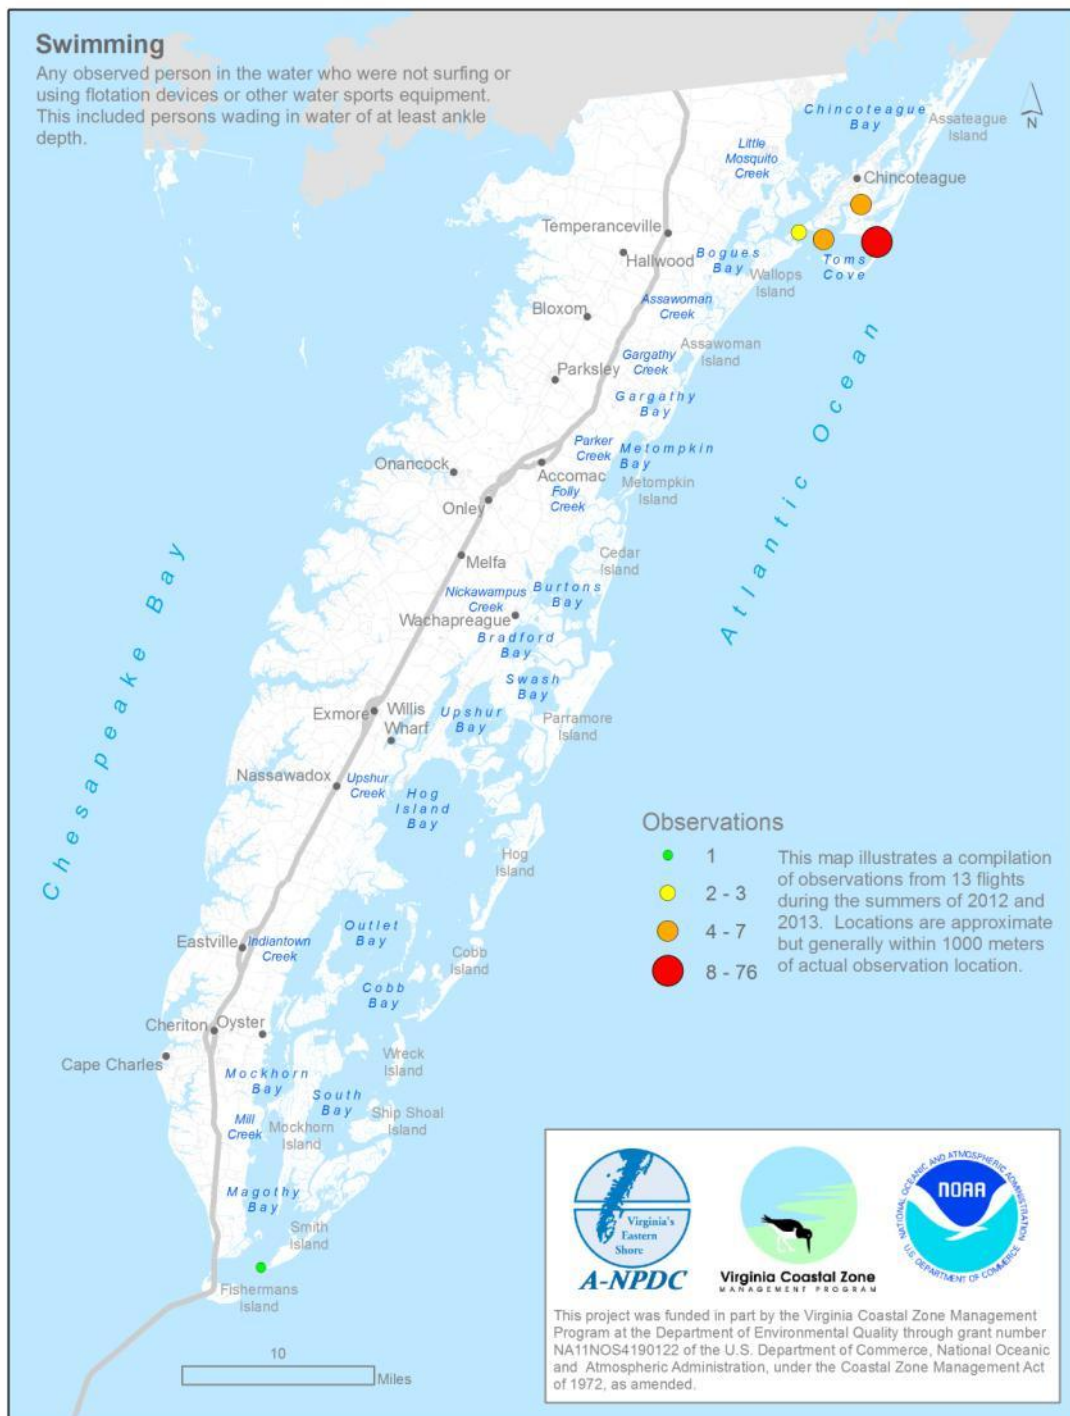 Swimming
Any observed person in the water who were not surfing or
using flotation devices or other water sports equipment.
This included persons wading in water of at least ankle
depth.
Chincoteague
Bay
Assateague
Island
N
Little
Mosquito
Creek
Chincoteague
Temperanceville
Hallwood
Bogues
Bay
Toms
Cove
Wallops
Island
Bloxom
Assawoman
Creek
Assawoman
Island
Parksley
Gargathy
Creek
Gargathy
Bay
Atlantic Ocean
Onancock
Parker
Creek
Metompkin
Bay
Accomac
Metompkin
Island
Folly
Creek
Onley
Melfa
Cedar
Island
Nickawampus
Creek
Burtons
Bay
Wachapreague
Bradford
Bay
Swash
Bay
Chesapeake Bay
Exmore
Willis
Wharf
Upshur
Bay
Parramore
Island
Nassawadox
Upshur
Creek
Hog
Island
Bay
Hog
Island
Observations
1
2 - 3
4 - 7
8 - 76
This map illustrates a compilation
of observations from 13 flights
during the summers of 2012 and
2013. Locations are approximate
but generally within 1000 meters
of actual observation location.
Eastville
Indiantown
Creek
Outlet
Bay
Cobb
Island
Cobb
Bay
Cheriton
Oyster
Cape Charles
Wreck
Island
Mockhorn
Bay
South
Bay
Ship Shoal
Island
Mill
Creek
Mockhorn
Island
Magothy
Bay
Smith
Island
Fishermans
Island
10
Miles
Virginia's
Eastern
Shore
A-NPDC
Virginia Coastal Zone
MANAGEMENT PROGRAM
NATIONAL OCEANIC AND ATMOSPHERIC ADMINISTRATION
NOAA
U.S. DEPARTMENT OF COMMERCE
This project was funded in part by the Virginia Coastal Zone Management
Program at the Department of Environmental Quality through grant number
NA11NOS4190122 of the U.S. Department of Commerce, National Oceanic
and Atmospheric Administration, under the Coastal Zone Management Act
of 1972, as amended.